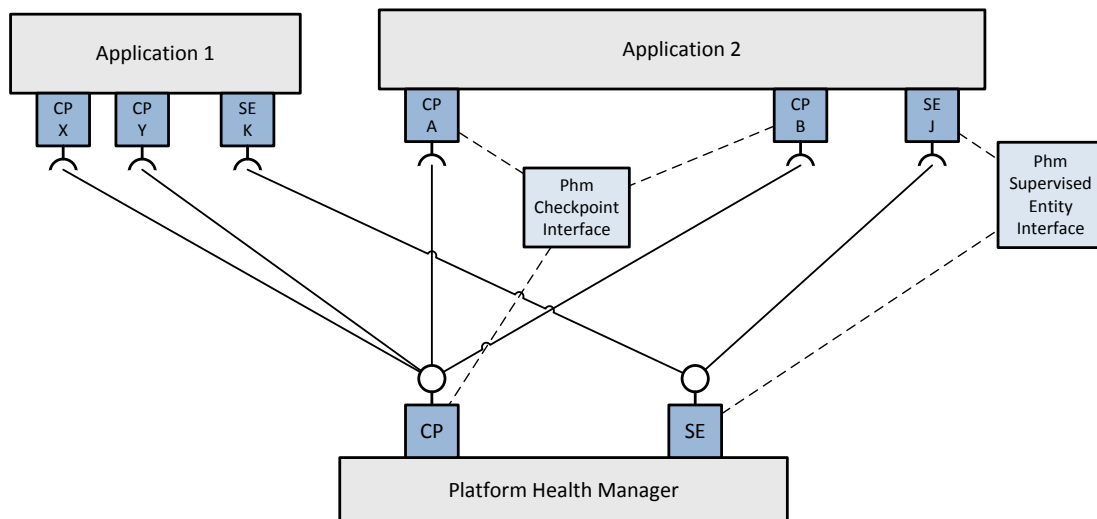 Application 1
Application 2
CP
X
CP
Y
SE
K
CP
A
CP
B
SE
J
Phm
Checkpoint
Interface
Phm
Supervised
Entity
Interface
CP
SE
Platform Health Manager